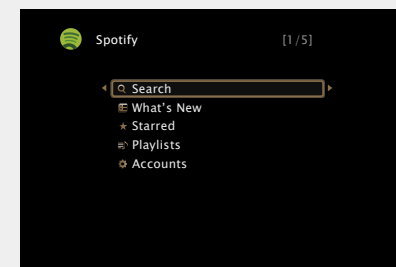 Spotify [1/5]
Search
What's New
Starred
Playlists
Accounts